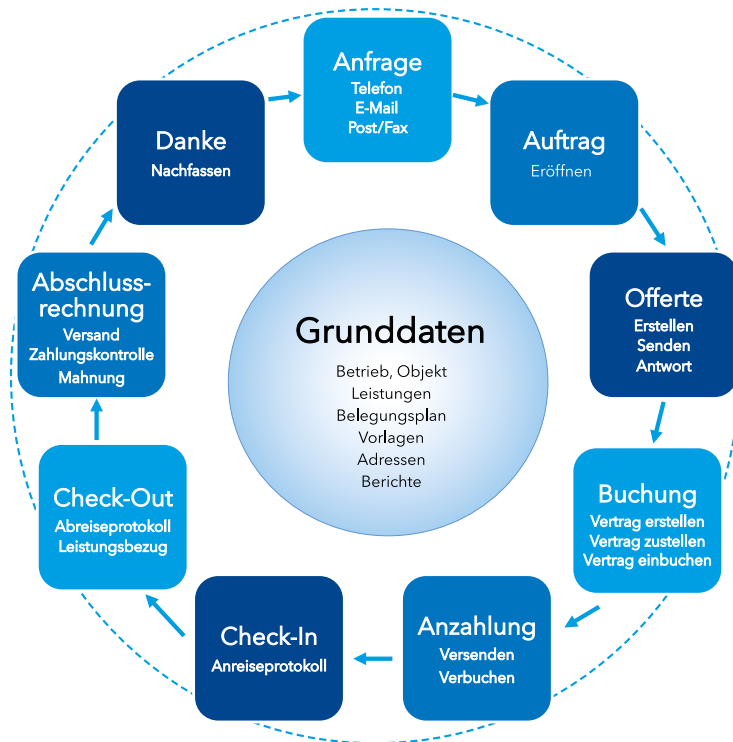 Anfrage
Telefon
E-Mail
Post/Fax
Auftrag
Eröffnen
Offerte
Erstellen
Senden
Antwort
Buchung
Vertrag erstellen
Vertrag zustellen
Vertrag einbuchen
Anzahlung
Versenden
Verbuchen
Check-In
Anreiseprotokoll
Check-Out
Abreiseprotokoll
Leistungsbezug
Abschluss-
rechnung
Versand
Zahlungskontrolle
Mahnung
Danke
Nachfassen
Grunddaten
Betrieb, Objekt
Leistungen
Belegungsplan
Vorlagen
Adressen
Berichte